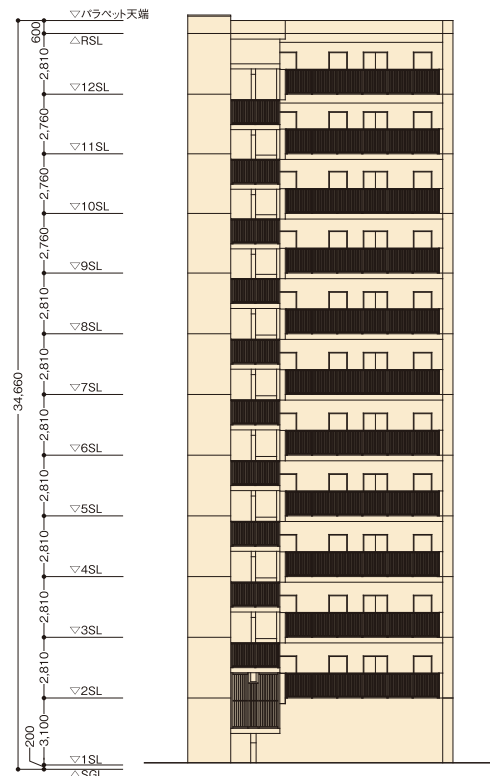 ▽パラペット天端
600
△RSL
2,810
▽12SL
2,760
▽11SL
2,760
▽10SL
2,760
▽9SL
2,810
▽8SL
2,810
▽7SL
34,660
2,810
▽6SL
2,810
▽5SL
2,810
▽4SL
2,810
▽3SL
2,810
▽2SL
3,100
200
▽1SL
△SGL